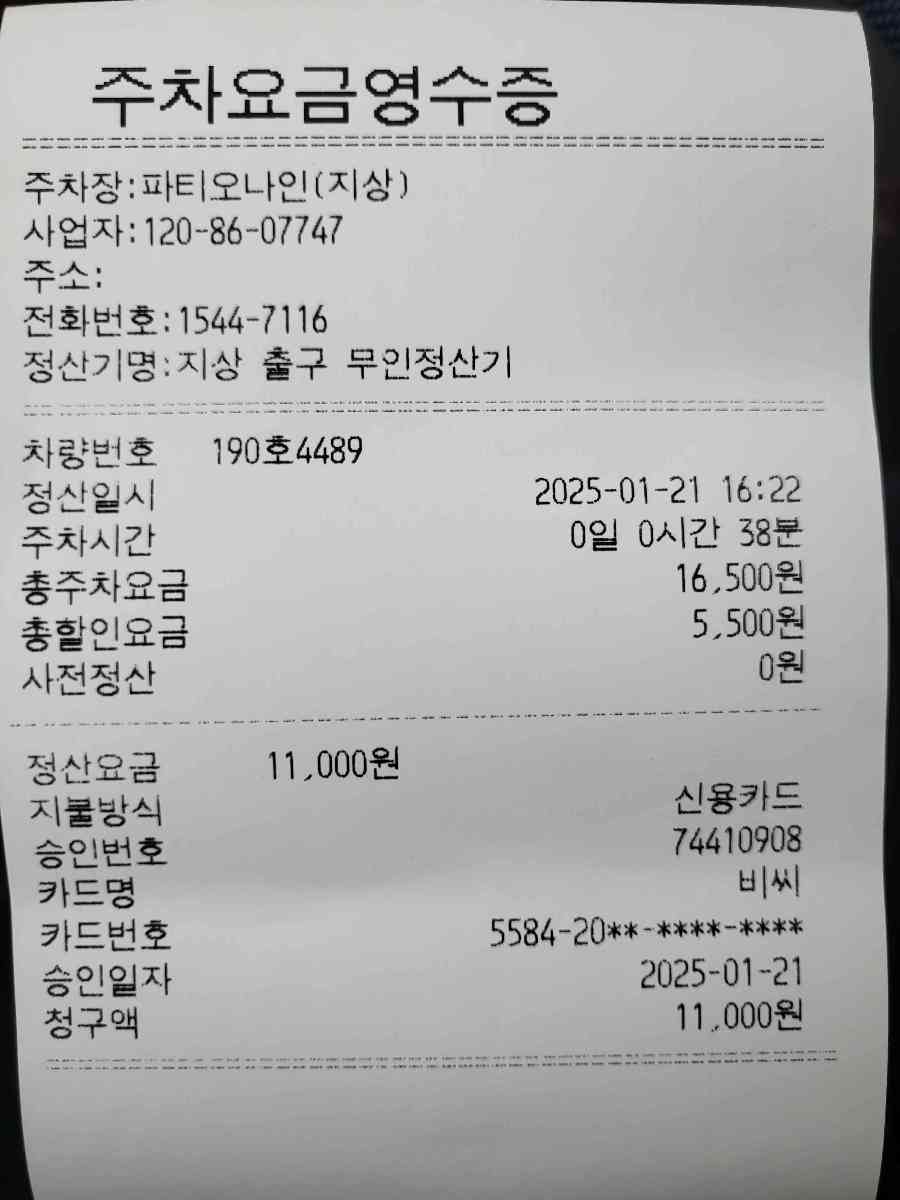 주차요금영수증
주차장:파티오나인(지상)
사업자:120-86-07747
주소:
전화번호:1544-7116
정산기명:지상 출구 무인정산기
차량번호 190호4489
정산일시 2025-01-21 16:22
주차시간 0일 0시간 38분
총주차요금 16,500원
총할인요금 5,500원
사전정산 0원
정산요금 11,000원
지불방식 신용카드
승인번호 74410908
카드명 비씨
카드번호 5584-20**-****-****
승인일자 2025-01-21
청구액 11,000원